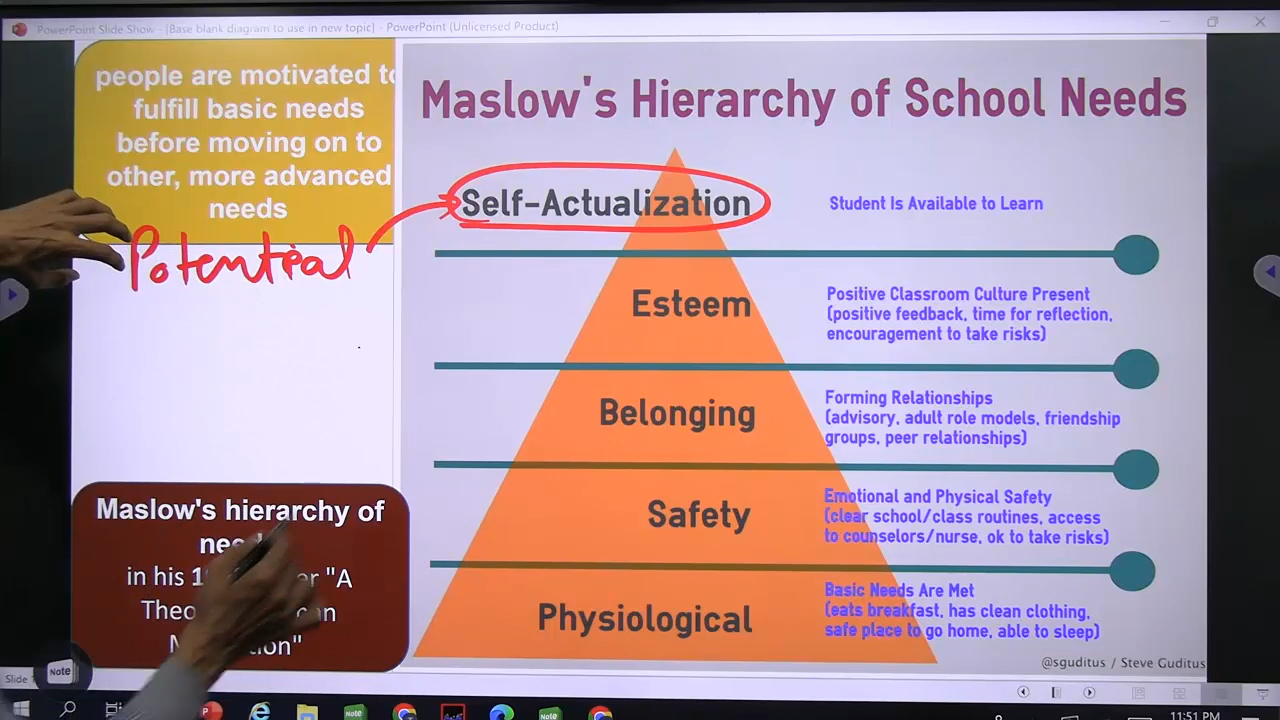 PowerPoint Slide Show - [Base blank diagram to use in new topic] - PowerPoint (Unlicensed Product)
people are motivated to
fulfill basic needs
before moving on to
other, more advanced
needs
Potential
Maslow's hierarchy of
in his
"A
"
Note
Slide
Maslow's Hierarchy of School Needs
Self-Actualization
Student Is Available to Learn
Esteem
Positive Classroom Culture Present
(positive feedback, time for reflection,
encouragement to take risks)
Belonging
Forming Relationships
(advisory, adult role models, friendship
groups, peer relationships)
Safety
Emotional and Physical Safety
(clear school/class routines, access
to counselors/nurse, ok to take risks)
Physiological
Basic Needs Are Met
(eats breakfast, has clean clothing,
safe place to go home, able to sleep)
@sguditus / Steve Guditus
Note
Note
11:51 PM